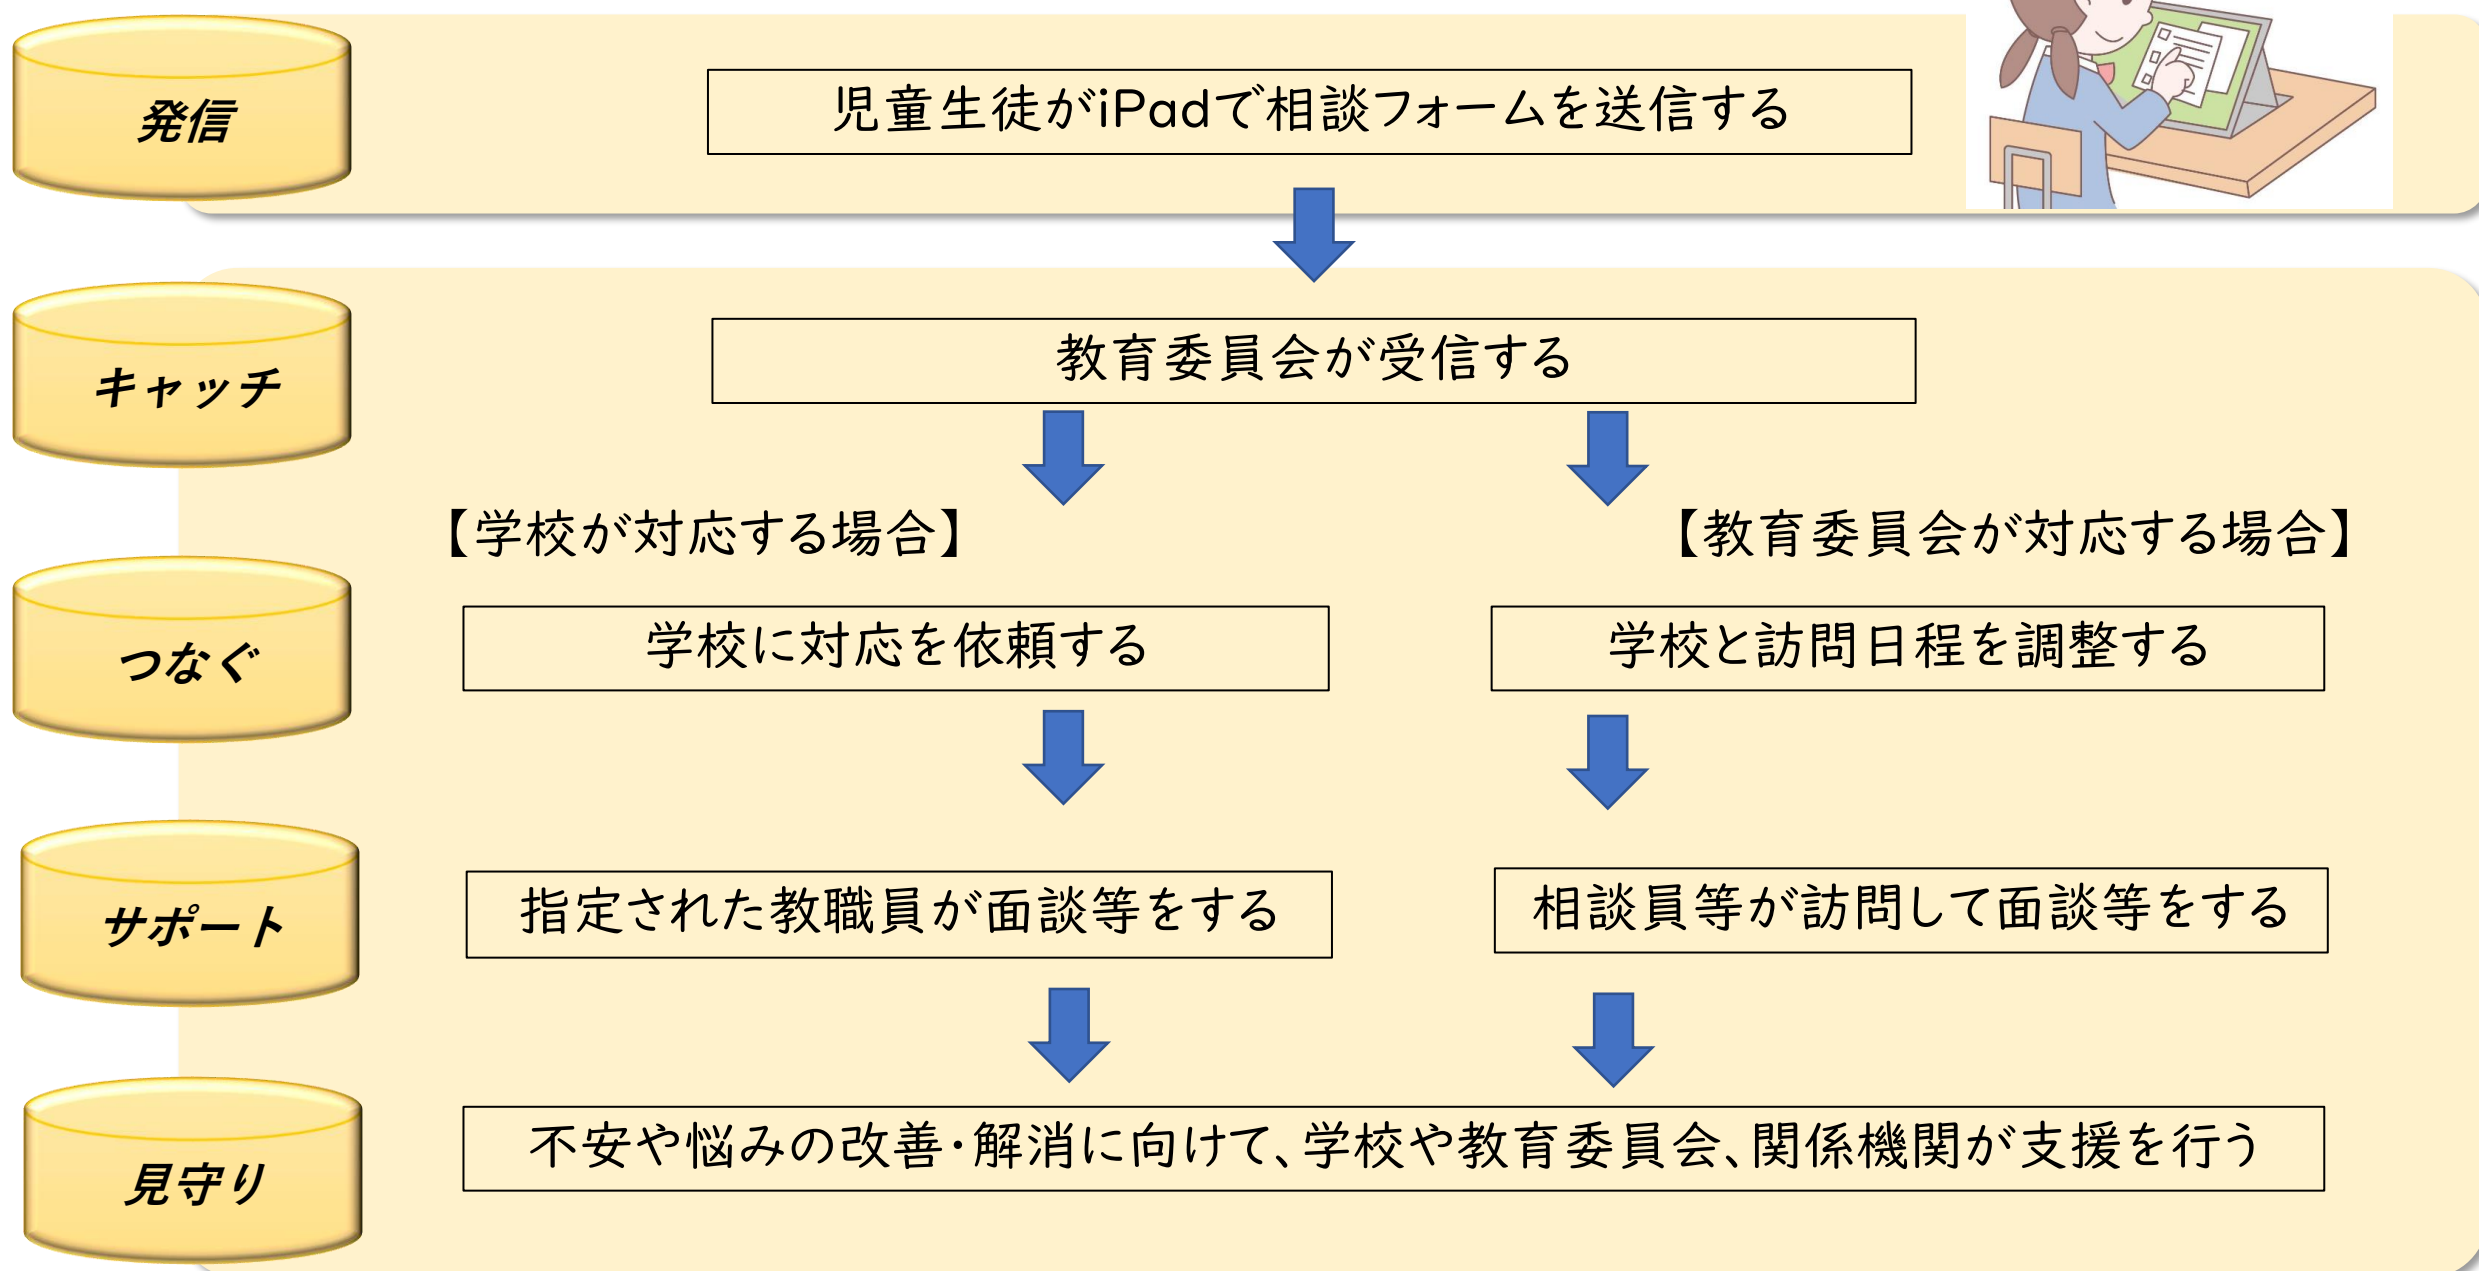 発信
児童生徒がiPadで相談フォームを送信する
キャッチ
教育委員会が受信する
【学校が対応する場合】
【教育委員会が対応する場合】
つなぐ
学校に対応を依頼する
学校と訪問日程を調整する
サポート
指定された教職員が面談等をする
相談員等が訪問して面談等をする
見守り
不安や悩みの改善・解消に向けて、学校や教育委員会、関係機関が支援を行う